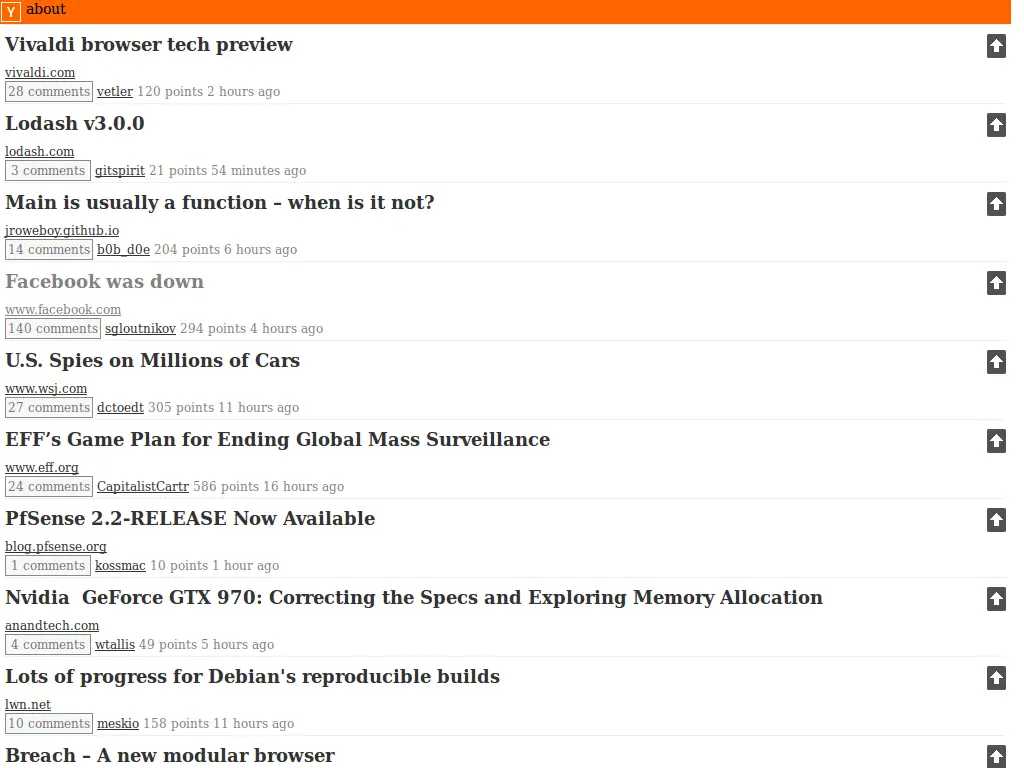 Y about
Vivaldi browser tech preview
vivaldi.com
28 comments vetler 120 points 2 hours ago
Lodash v3.0.0
lodash.com
3 comments gitspirit 21 points 54 minutes ago
Main is usually a function – when is it not?
jroweboy.github.io
14 comments b0b_d0e 204 points 6 hours ago
Facebook was down
www.facebook.com
140 comments sgloutnikov 294 points 4 hours ago
U.S. Spies on Millions of Cars
www.wsj.com
27 comments dctoedt 305 points 11 hours ago
EFF’s Game Plan for Ending Global Mass Surveillance
www.eff.org
24 comments CapitalistCartr 586 points 16 hours ago
PfSense 2.2-RELEASE Now Available
blog.pfsense.org
1 comments kossmac 10 points 1 hour ago
Nvidia  GeForce GTX 970: Correcting the Specs and Exploring Memory Allocation
anandtech.com
4 comments wtallis 49 points 5 hours ago
Lots of progress for Debian's reproducible builds
lwn.net
10 comments meskio 158 points 11 hours ago
Breach – A new modular browser